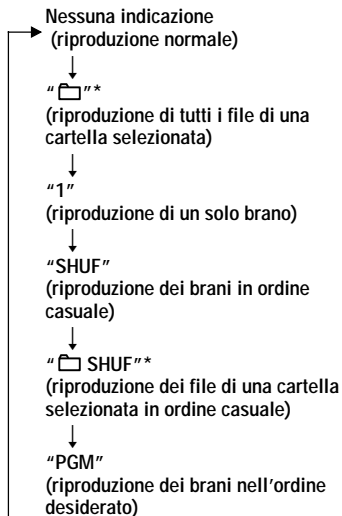 Nessuna indicazione
(riproduzione normale)
“ ”*
(riproduzione di tutti i file di una
cartella selezionata)
“1”
(riproduzione di un solo brano)
“SHUF”
(riproduzione dei brani in ordine
casuale)
“ SHUF”*
(riproduzione dei file di una cartella
selezionata in ordine casuale)
“PGM”
(riproduzione dei brani nell’ordine
desiderato)